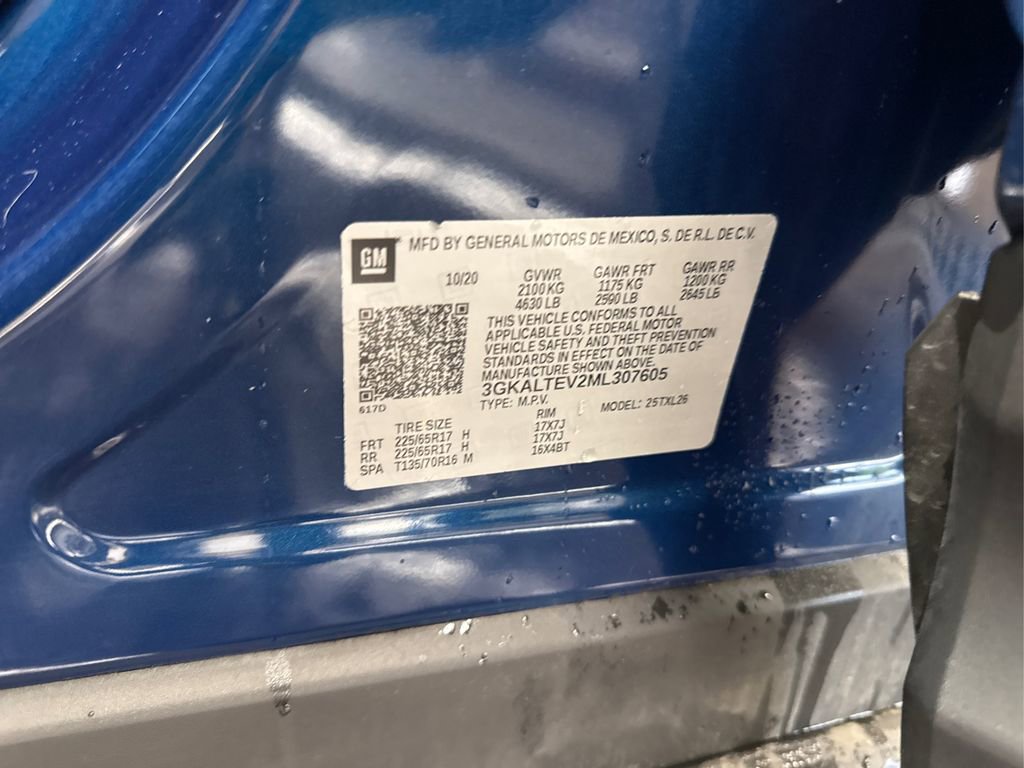 GM MFD BY GENERAL MOTORS DE MEXICO, S. DE R.L. DE C.V.
10/20 GVWR GAWR FRT GAWR RR
2100 KG 1175 KG 1200 KG
4630 LB 2590 LB 2645 LB
THIS VEHICLE CONFORMS TO ALL
APPLICABLE U.S. FEDERAL MOTOR
VEHICLE SAFETY AND THEFT PREVENTION
STANDARDS IN EFFECT ON THE DATE OF
MANUFACTURE SHOWN ABOVE.
3GKALTEV2ML307605
617D TYPE: M.P.V. MODEL: 25TXL26
TIRE SIZE RIM
FRT 225/65R17 H 17X7J
RR 225/65R17 H 17X7J
SPA T135/70R16 M 16X4BT